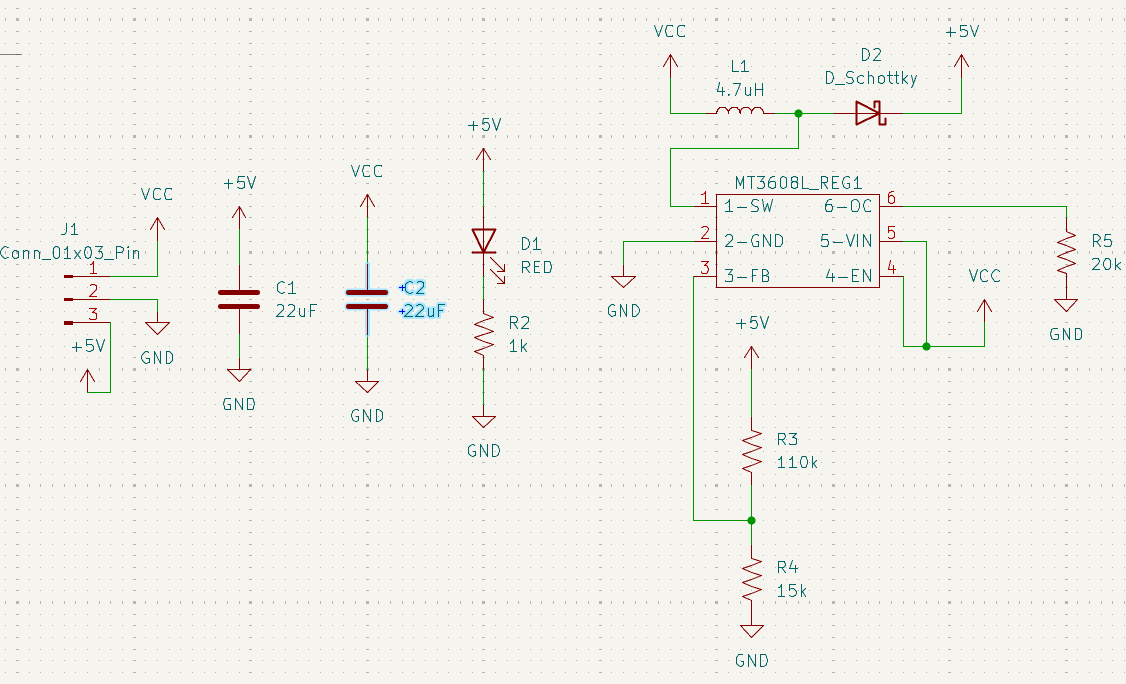 VCC
J1
Conn_01x03_Pin
1
2
3
+5V
GND
+5V
C1
22uF
GND
VCC
C2
22uF
GND
+5V
D1
RED
R2
1k
GND
VCC
L1
4.7uH
D2
D_Schottky
+5V
MT3608L_REG1
1 1-SW 6-OC 6
2 2-GND 5-VIN 5
3 3-FB 4-EN 4
GND
VCC
R5
20k
GND
+5V
R3
110k
R4
15k
GND